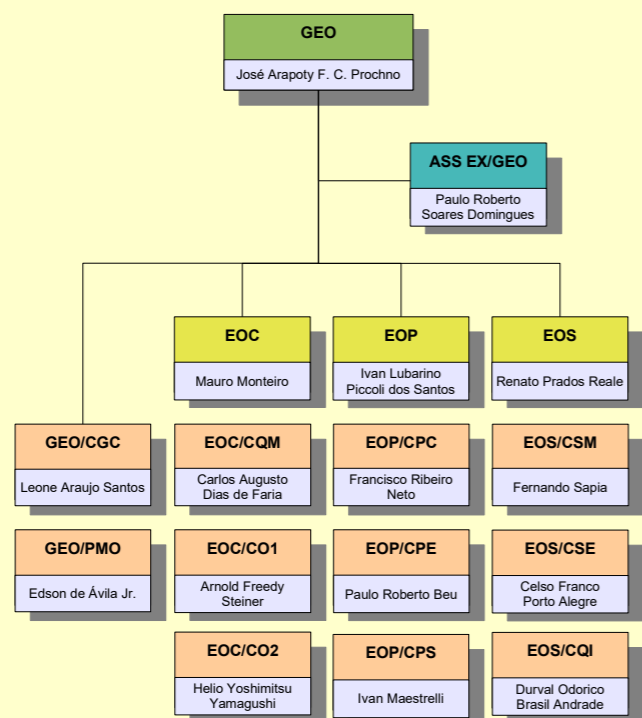 GEO
José Arapoty F. C. Prochno
ASS EX/GEO
Paulo Roberto
Soares Domingues
EOC
Mauro Monteiro
EOP
Ivan Lubarino
Piccoli dos Santos
EOS
Renato Prados Reale
GEO/CGC
Leone Araujo Santos
EOC/CQM
Carlos Augusto
Dias de Faria
EOP/CPC
Francisco Ribeiro
Neto
EOS/CSM
Fernando Sapia
GEO/PMO
Edson de Ávila Jr.
EOC/CO1
Arnold Freedy
Steiner
EOP/CPE
Paulo Roberto Beu
EOS/CSE
Celso Franco
Porto Alegre
EOC/CO2
Helio Yoshimitsu
Yamagushi
EOP/CPS
Ivan Maestrelli
EOS/CQI
Durval Odorico
Brasil Andrade